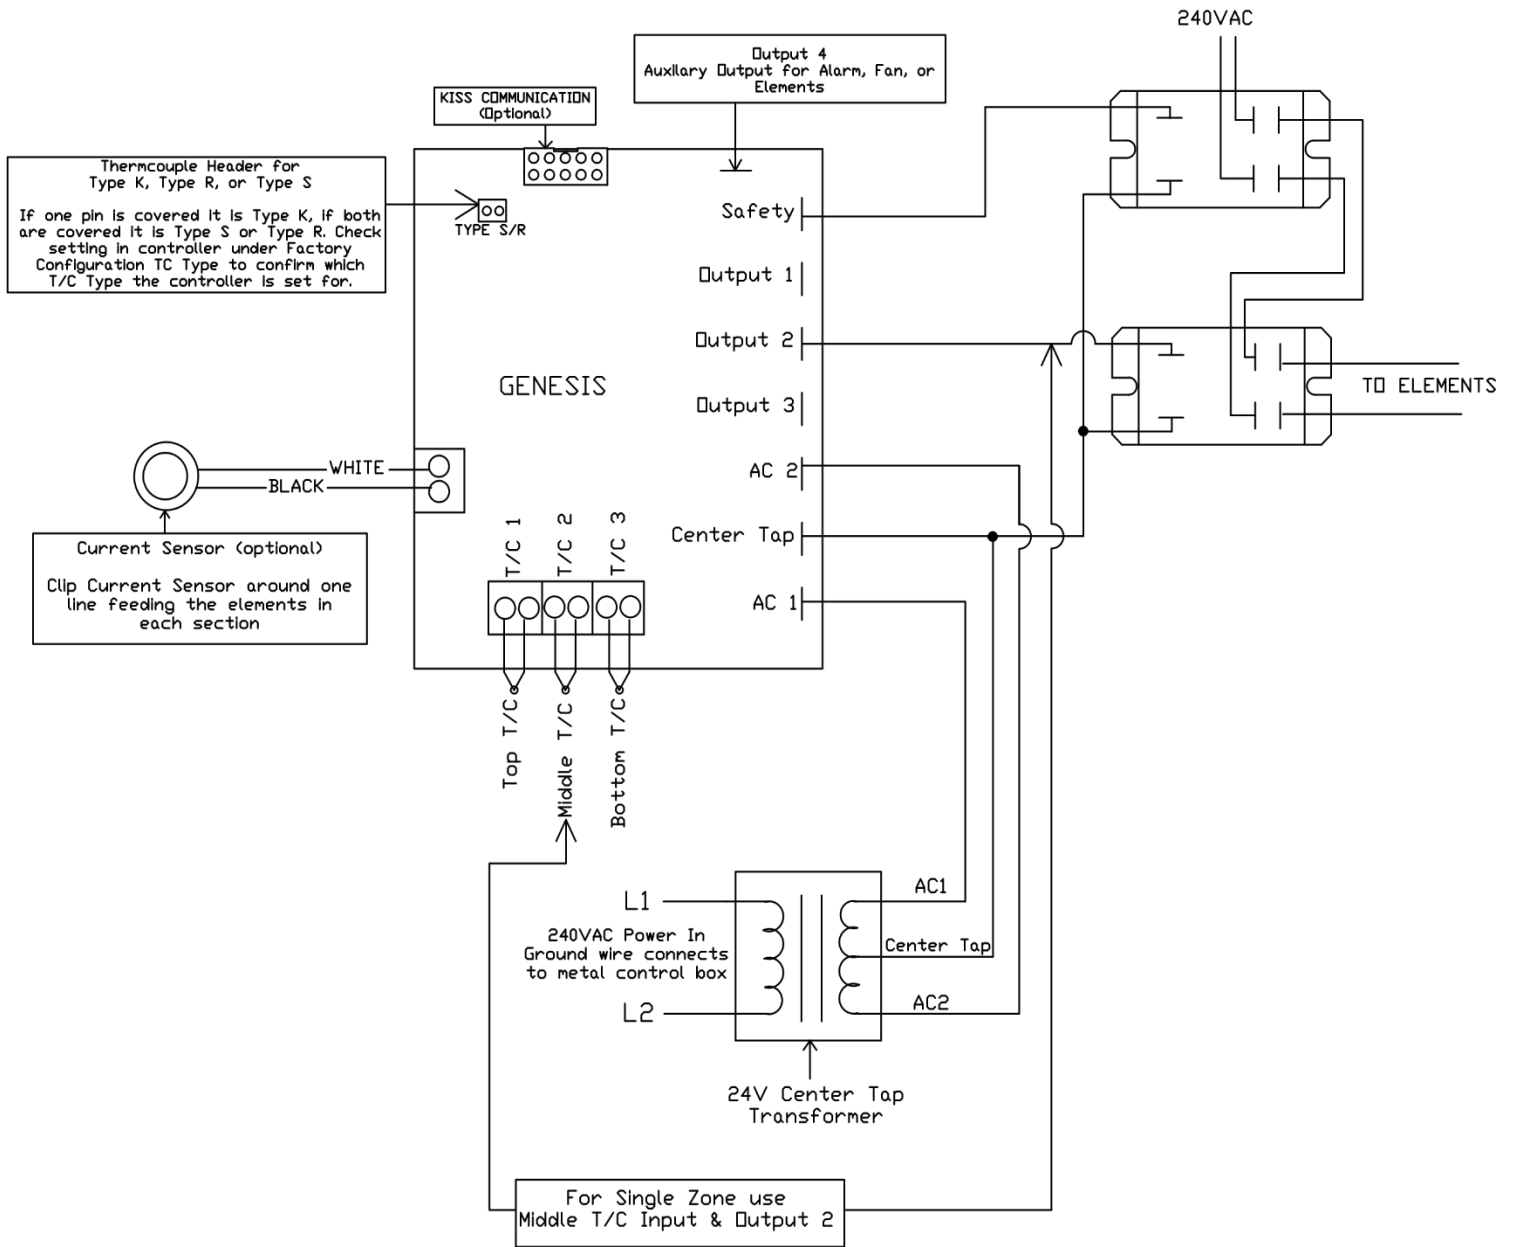 240VAC
Output 4
Auxilary Output for Alarm, Fan, or
Elements
KISS COMMUNICATION
(Optional)
Thermcouple Header for
Type K, Type R, or Type S
If one pin is covered it is Type K, if both
are covered it is Type S or Type R. Check
setting in controller under Factory
Configuration TC Type to confirm which
T/C Type the controller is set for.
TYPE S/R
Safety
Output 1
Output 2
GENESIS
Output 3
TO ELEMENTS
AC 2
WHITE
BLACK
Center Tap
AC 1
Current Sensor (optional)
Clip Current Sensor around one
line feeding the elements in
each section
T/C 1
T/C 2
T/C 3
Top T/C
Middle T/C
Bottom T/C
L1
240VAC Power In
Ground wire connects
to metal control box
L2
AC1
Center Tap
AC2
24V Center Tap
Transformer
For Single Zone use
Middle T/C Input & Output 2